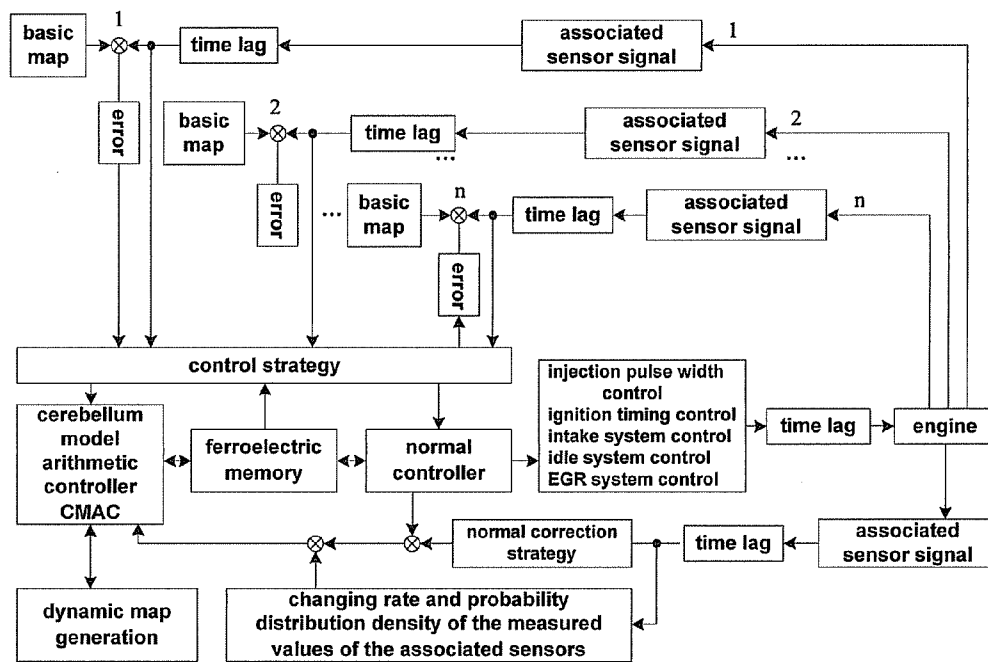 1
basic
map
time lag
associated
sensor signal
1
error
2
basic
map
time lag
...
associated
sensor signal
2
...
error
...
n
basic
map
time lag
associated
sensor signal
n
error
control strategy
cerebellum
model
arithmetic
controller
CMAC
ferroelectric
memory
normal
controller
injection pulse width
control
ignition timing control
intake system control
idle system control
EGR system control
time lag
engine
normal correction
strategy
time lag
associated
sensor signal
dynamic map
generation
changing rate and probability
distribution density of the measured
values of the associated sensors